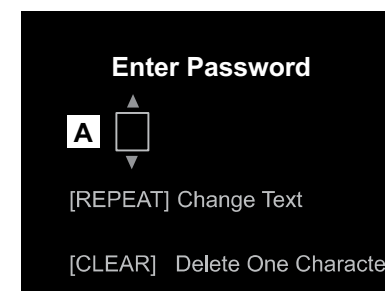 Enter Password
A
[REPEAT] Change Text
[CLEAR] Delete One Characte